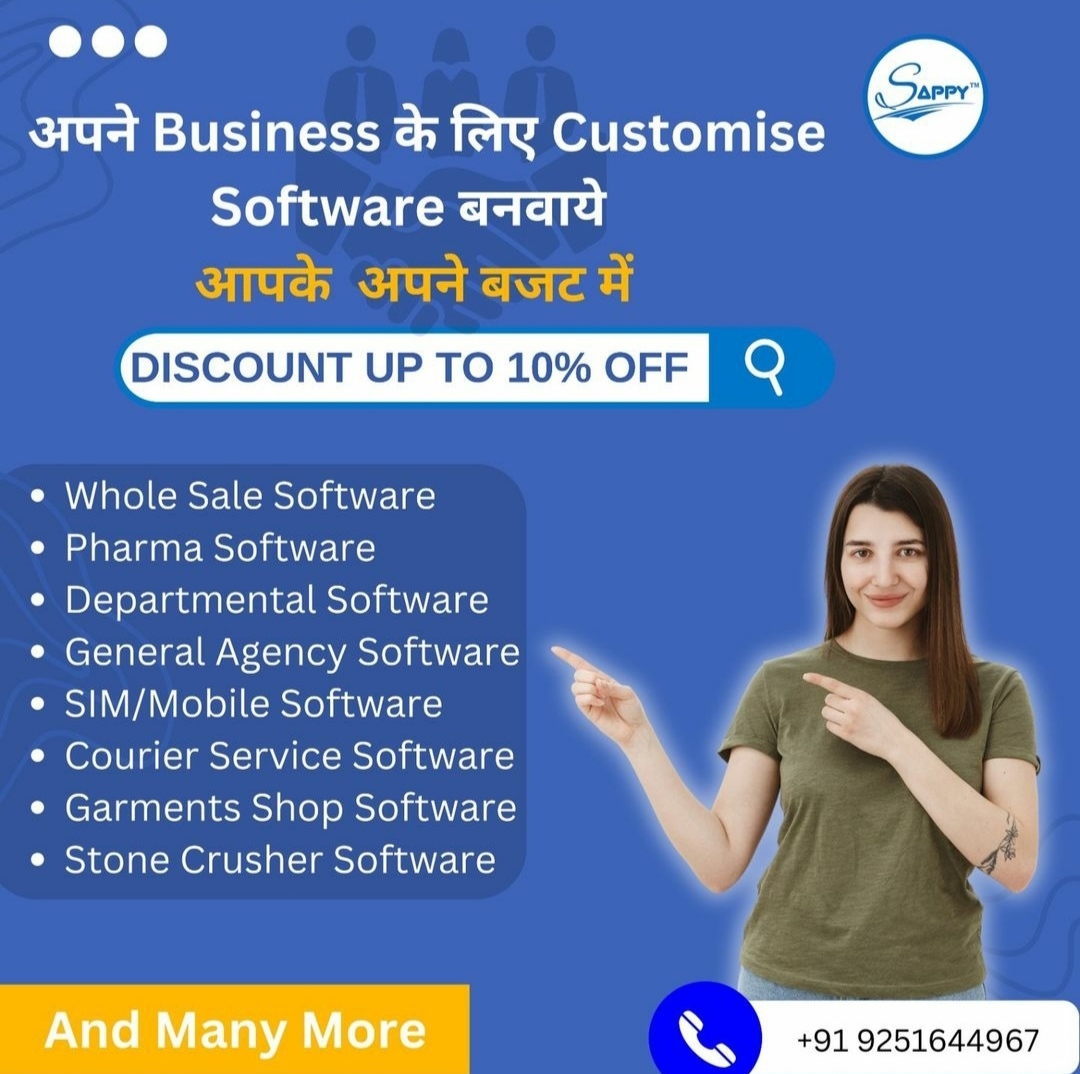 SAPPY™
अपने Business के लिए Customise
Software बनवाये
आपके अपने बजट में
DISCOUNT UP TO 10% OFF
• Whole Sale Software
• Pharma Software
• Departmental Software
• General Agency Software
• SIM/Mobile Software
• Courier Service Software
• Garments Shop Software
• Stone Crusher Software
And Many More
+91 9251644967